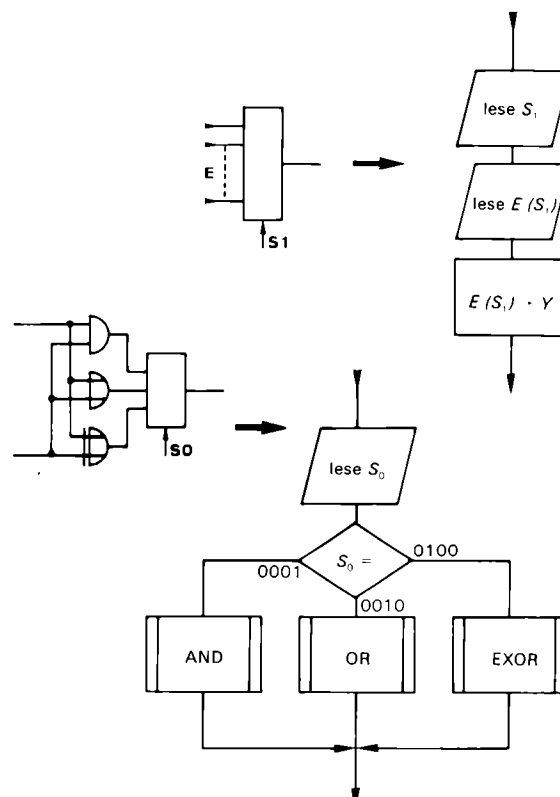 lese S₁
E
lese E (S₁)
S1
E (S₁) · Y
S0
lese S₀
S₀ =
0001
0100
0010
AND
OR
EXOR